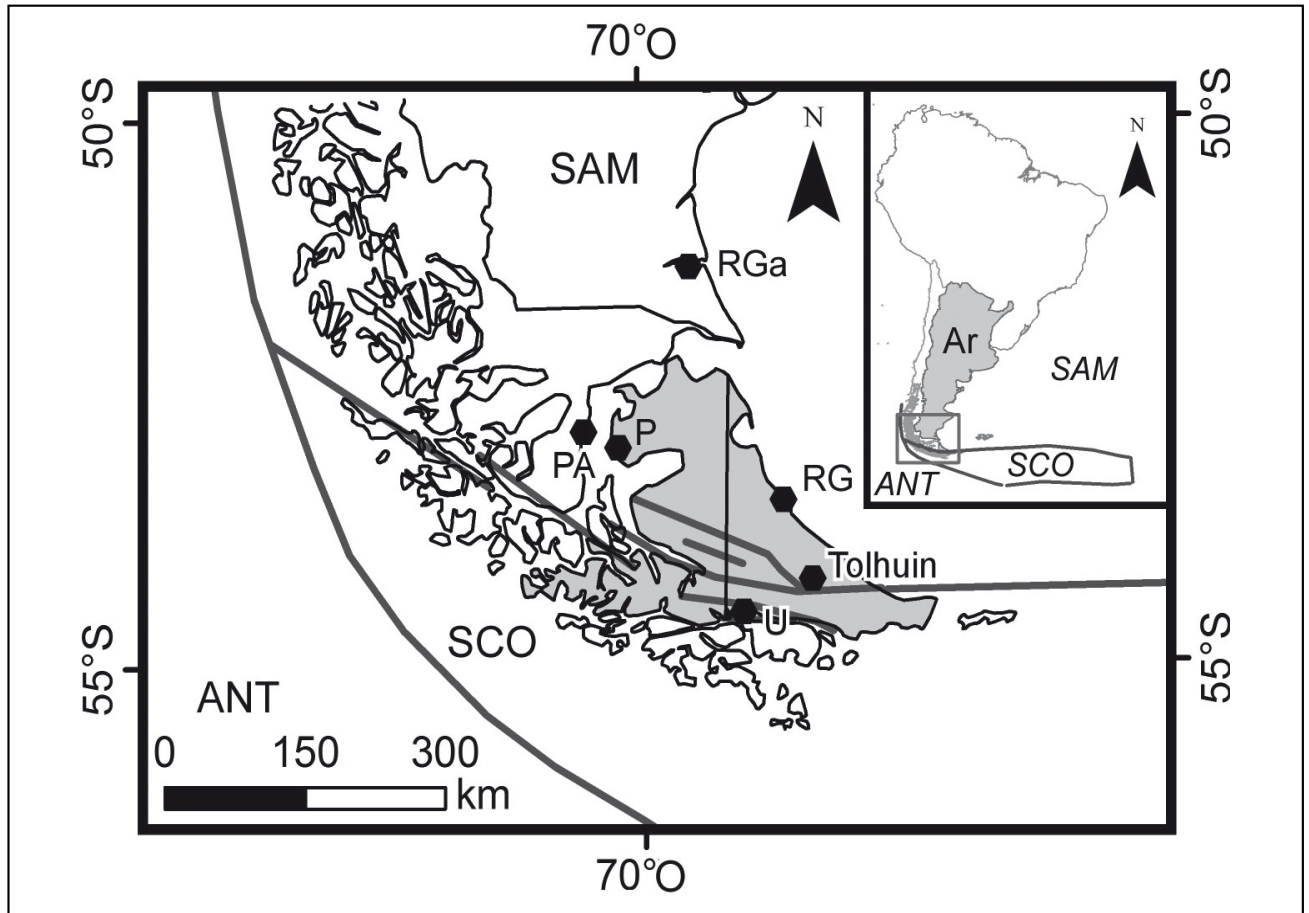 70°O
50°S
50°S
N
N
SAM
RGa
Ar
SAM
SCO
ANT
P
PA
RG
Tolhuin
U
SCO
55°S
55°S
ANT
0 150 300
km
70°O